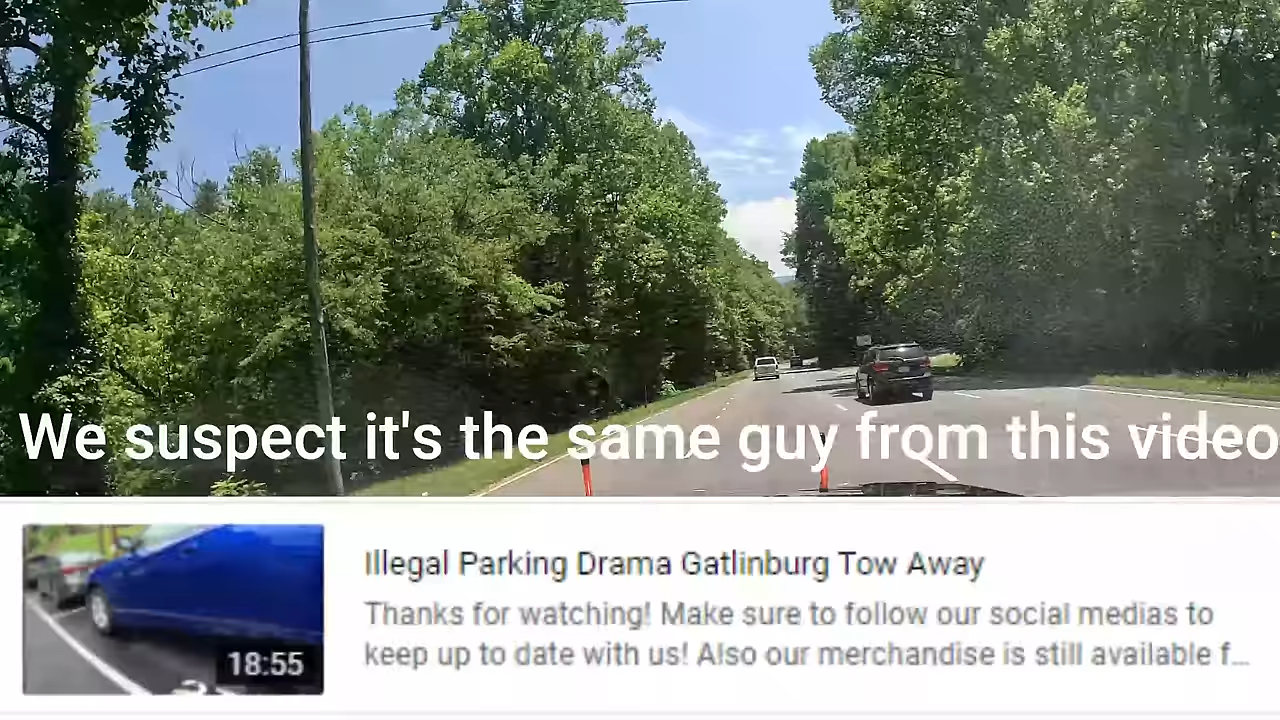 We suspect it's the same guy from this video
Illegal Parking Drama Gatlinburg Tow Away
Thanks for watching! Make sure to follow our social medias to
keep up to date with us! Also our merchandise is still available f...
18:55